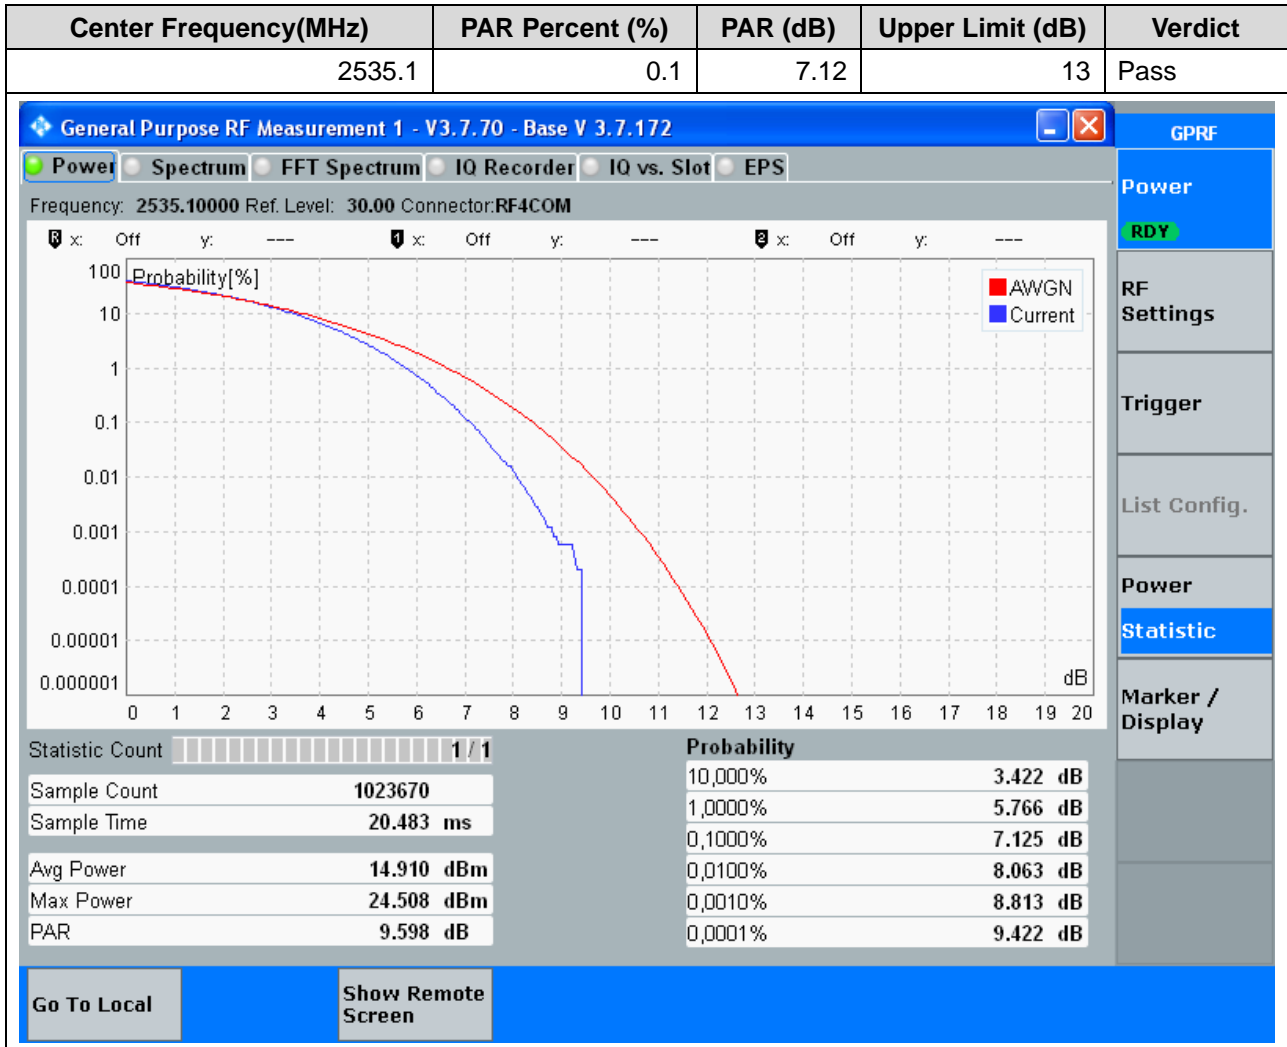 Center Frequency(MHz) PAR Percent (%) PAR (dB) Upper Limit (dB) Verdict
2535.1 0.1 7.12 13 Pass
General Purpose RF Measurement 1 - V3.7.70 - Base V 3.7.172
GPRF
Power Spectrum FFT Spectrum IQ Recorder IQ vs. Slot EPS
Frequency: 2535.10000 Ref. Level: 30.00 Connector:RF4COM
R x: Off y: --- 1 x: Off y: --- 2 x: Off y: ---
Probability[%]
AWGN
Current
100
10
1
0.1
0.01
0.001
0.0001
0.00001
0.000001
dB
0 1 2 3 4 5 6 7 8 9 10 11 12 13 14 15 16 17 18 19 20
Statistic Count 1 / 1
Sample Count 1023670
Sample Time 20.483 ms
Avg Power 14.910 dBm
Max Power 24.508 dBm
PAR 9.598 dB
Probability
10,000% 3.422 dB
1,0000% 5.766 dB
0,1000% 7.125 dB
0,0100% 8.063 dB
0,0010% 8.813 dB
0,0001% 9.422 dB
Power
RDY
RF
Settings
Trigger
List Config.
Power
Statistic
Marker /
Display
Go To Local
Show Remote
Screen